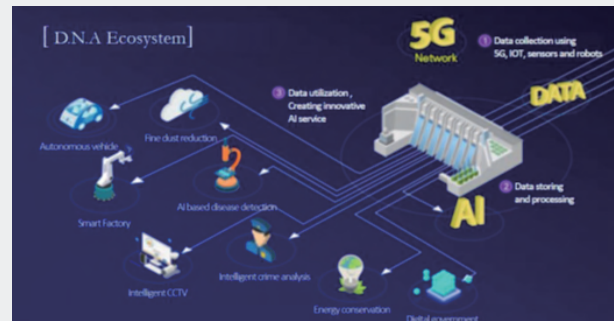 [ D.N.A Ecosystem]
5G
Network
1 Data collection using
5G, IOT, sensors and robots
DATA
3 Data utilization ,
Creating innovative
AI service
Autonomous vehicle
Fine dust reduction
2 Data storing
and processing
AI
Smart Factory
AI based disease detection
Intelligent CCTV
Intelligent crime analysis
Energy conservation
Digital government